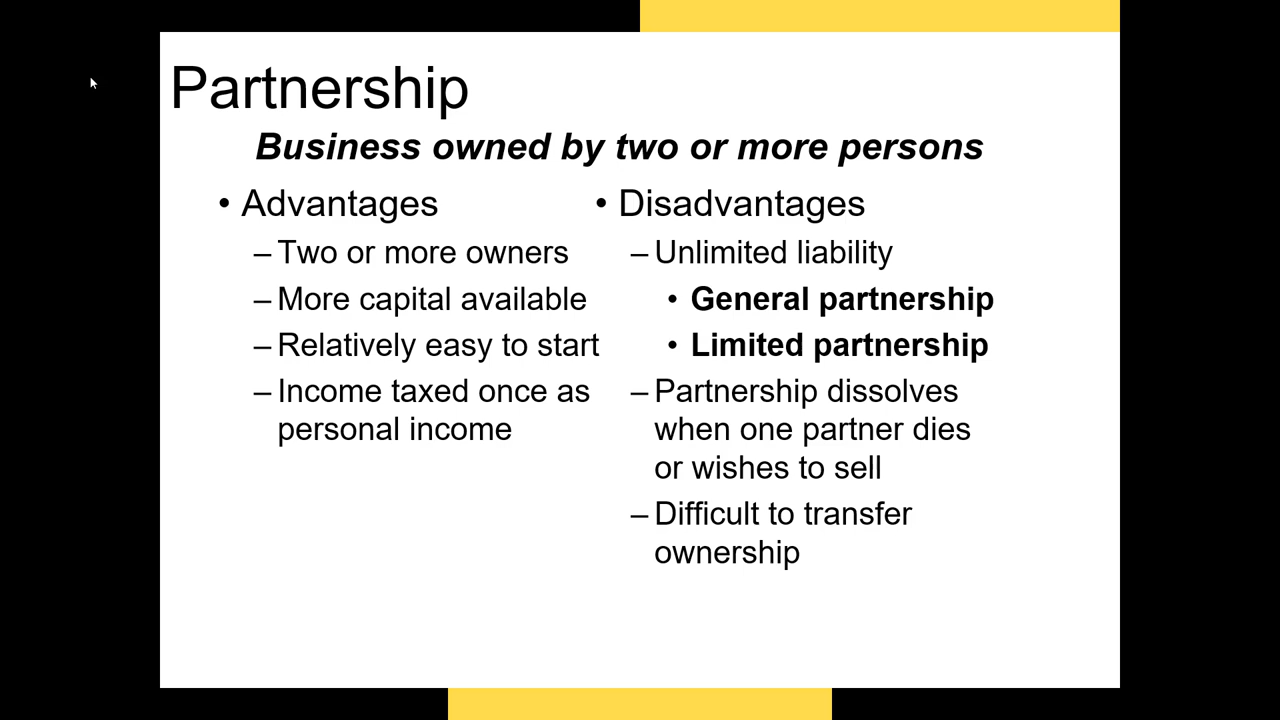 Partnership
Business owned by two or more persons
• Advantages
– Two or more owners
– More capital available
– Relatively easy to start
– Income taxed once as
personal income
• Disadvantages
– Unlimited liability
• General partnership
• Limited partnership
– Partnership dissolves
when one partner dies
or wishes to sell
– Difficult to transfer
ownership